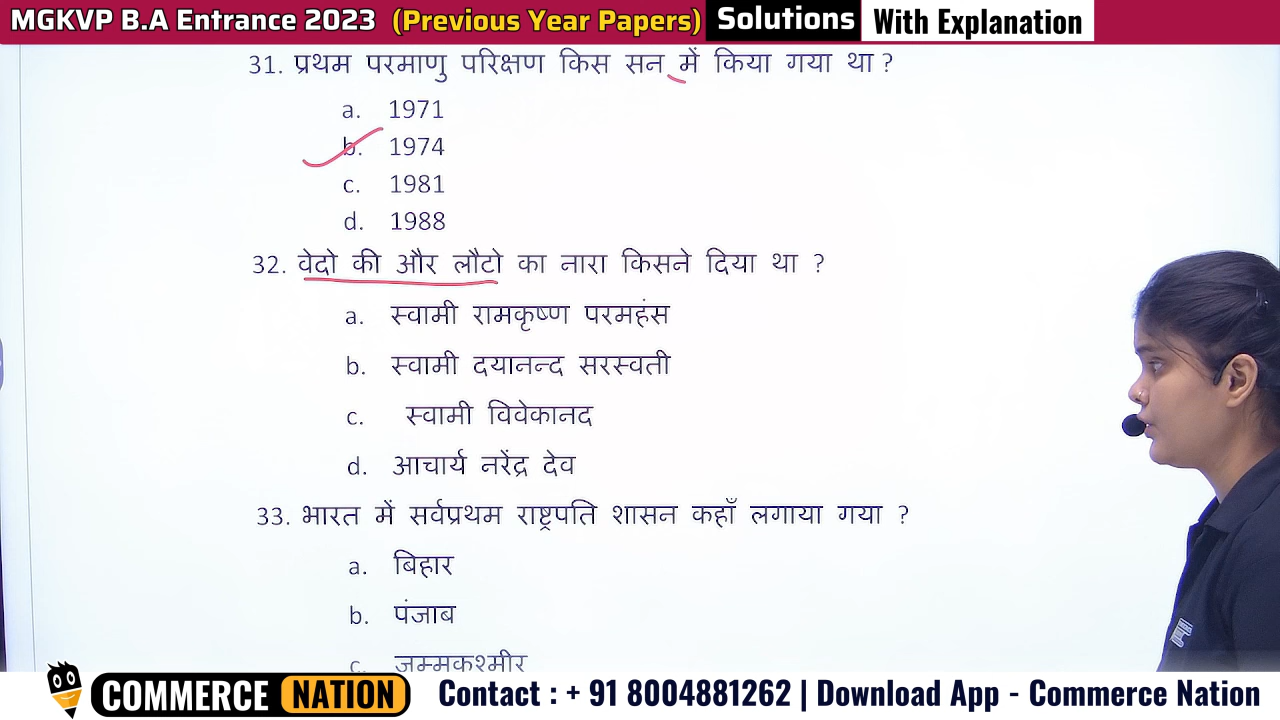 MGKVP B.A Entrance 2023 (Previous Year Papers) Solutions With Explanation
31. प्रथम परमाणु परिक्षण किस सन में किया गया था ?
a. 1971
b. 1974
c. 1981
d. 1988
32. वेदो की और लौटो का नारा किसने दिया था ?
a. स्वामी रामकृष्ण परमहंस
b. स्वामी दयानन्द सरस्वती
c. स्वामी विवेकानद
d. आचार्य नरेंद्र देव
33. भारत में सर्वप्रथम राष्ट्रपति शासन कहाँ लगाया गया ?
a. बिहार
b. पंजाब
c. जम्मकश्मीर
COMMERCE NATION Contact : + 91 8004881262 | Download App - Commerce Nation